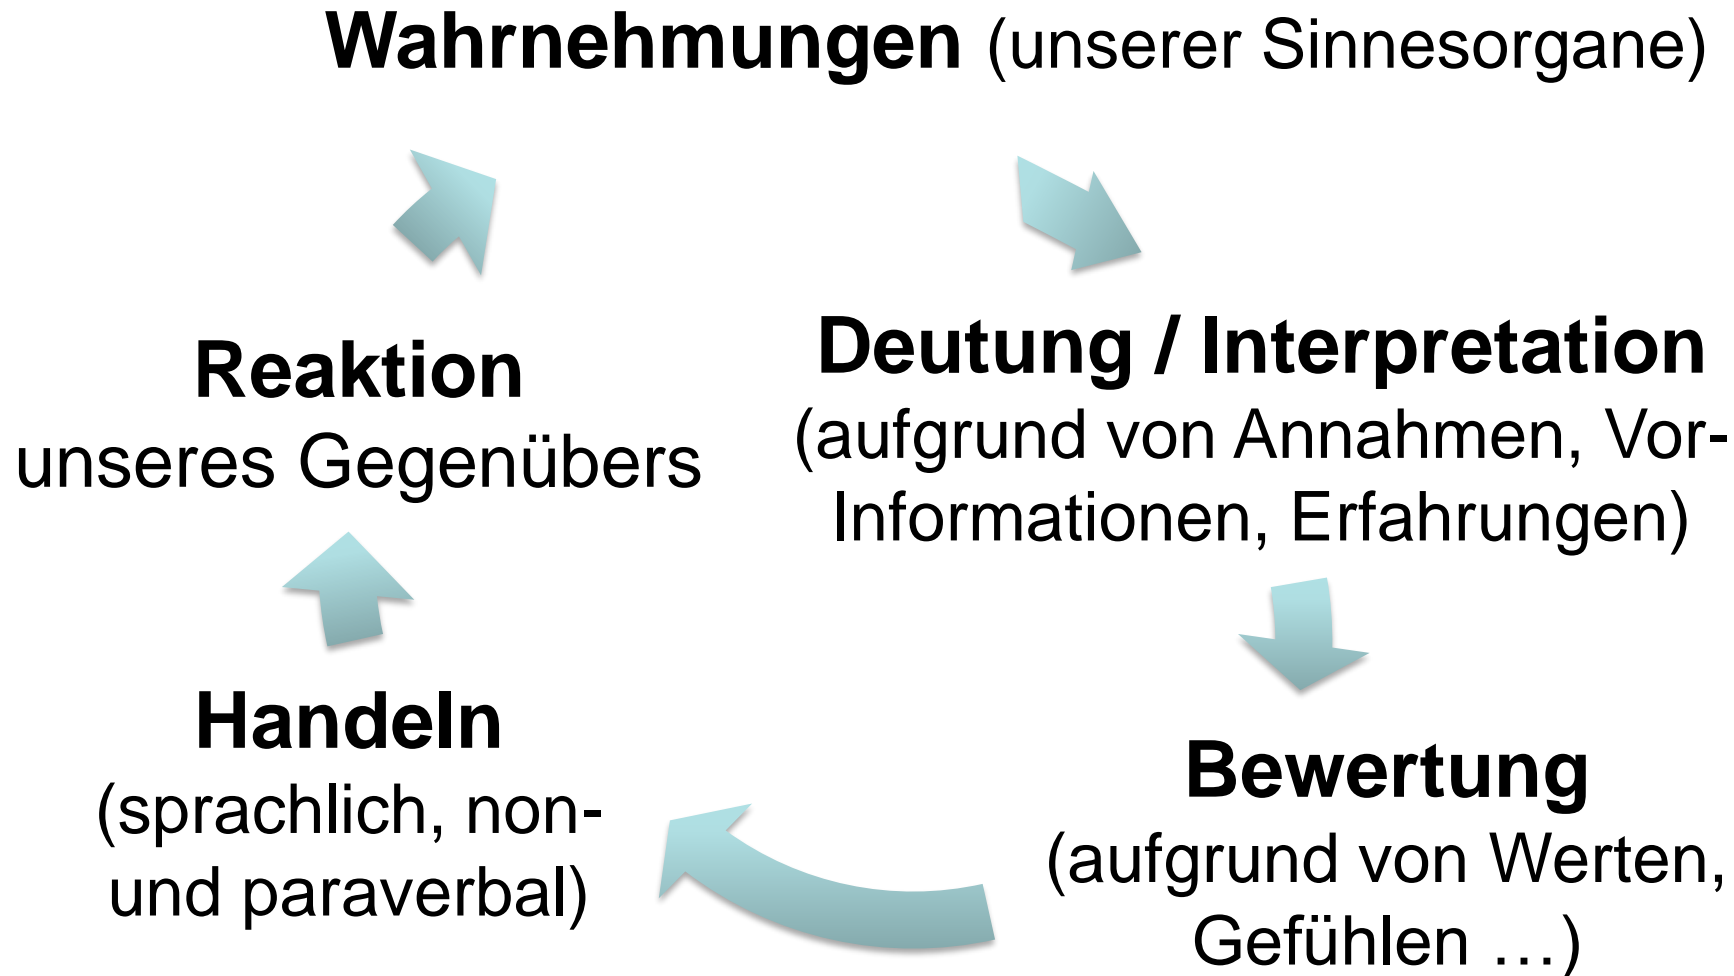 Wahrnehmungen (unserer Sinnesorgane)
Deutung / Interpretation
(aufgrund von Annahmen, Vor-
Informationen, Erfahrungen)
Bewertung
(aufgrund von Werten,
Gefühlen …)
Handeln
(sprachlich, non-
und paraverbal)
Reaktion
unseres Gegenübers